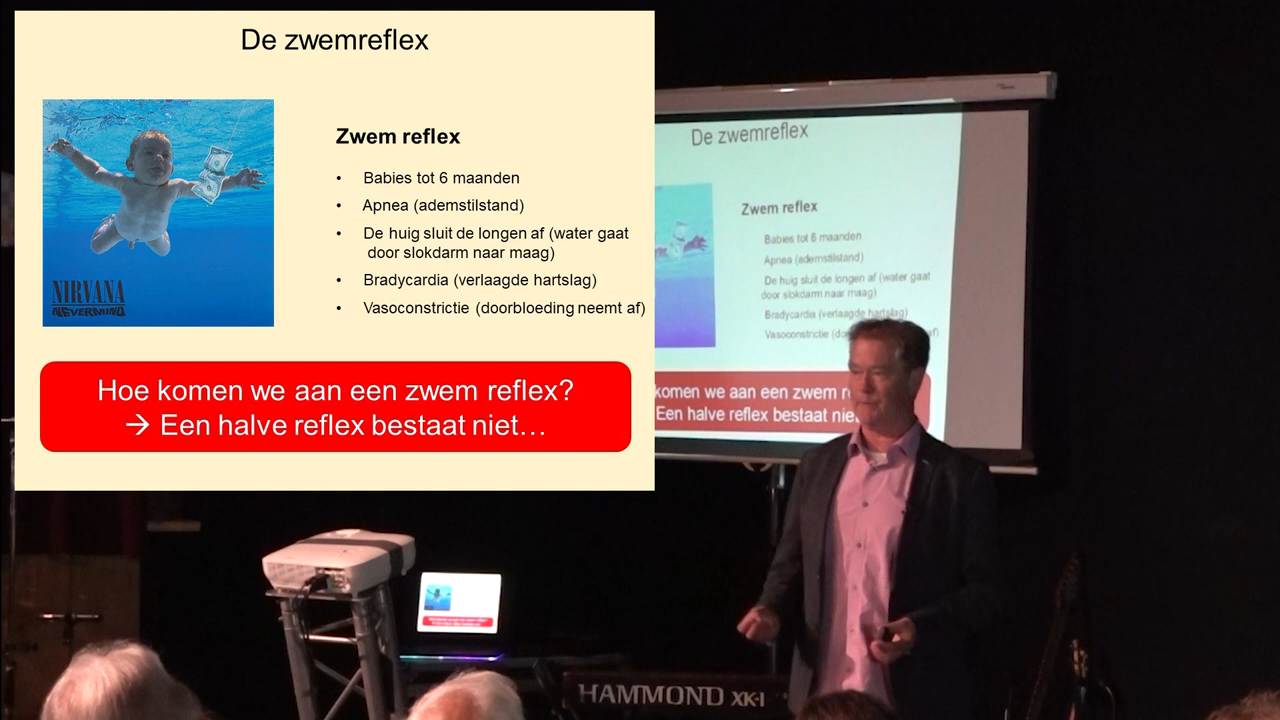 De zwemreflex
NIRVANA
NEVERMIND
Zwem reflex
• Babies tot 6 maanden
• Apnea (ademstilstand)
• De huig sluit de longen af (water gaat
door slokdarm naar maag)
• Bradycardia (verlaagde hartslag)
• Vasoconstrictie (doorbloeding neemt af)
Hoe komen we aan een zwem reflex?
→ Een halve reflex bestaat niet…
De zwemreflex
Zwem reflex
Babies tot 6 maanden
Apnea (ademstilstand)
De huig sluit de longen af (water gaat
door slokdarm naar maag)
Bradycardia (verlaagde hartslag)
Vasoconstrictie af)
komen we aan een zwem
Een halve reflex bestaat niet
HAMMOND XK-1